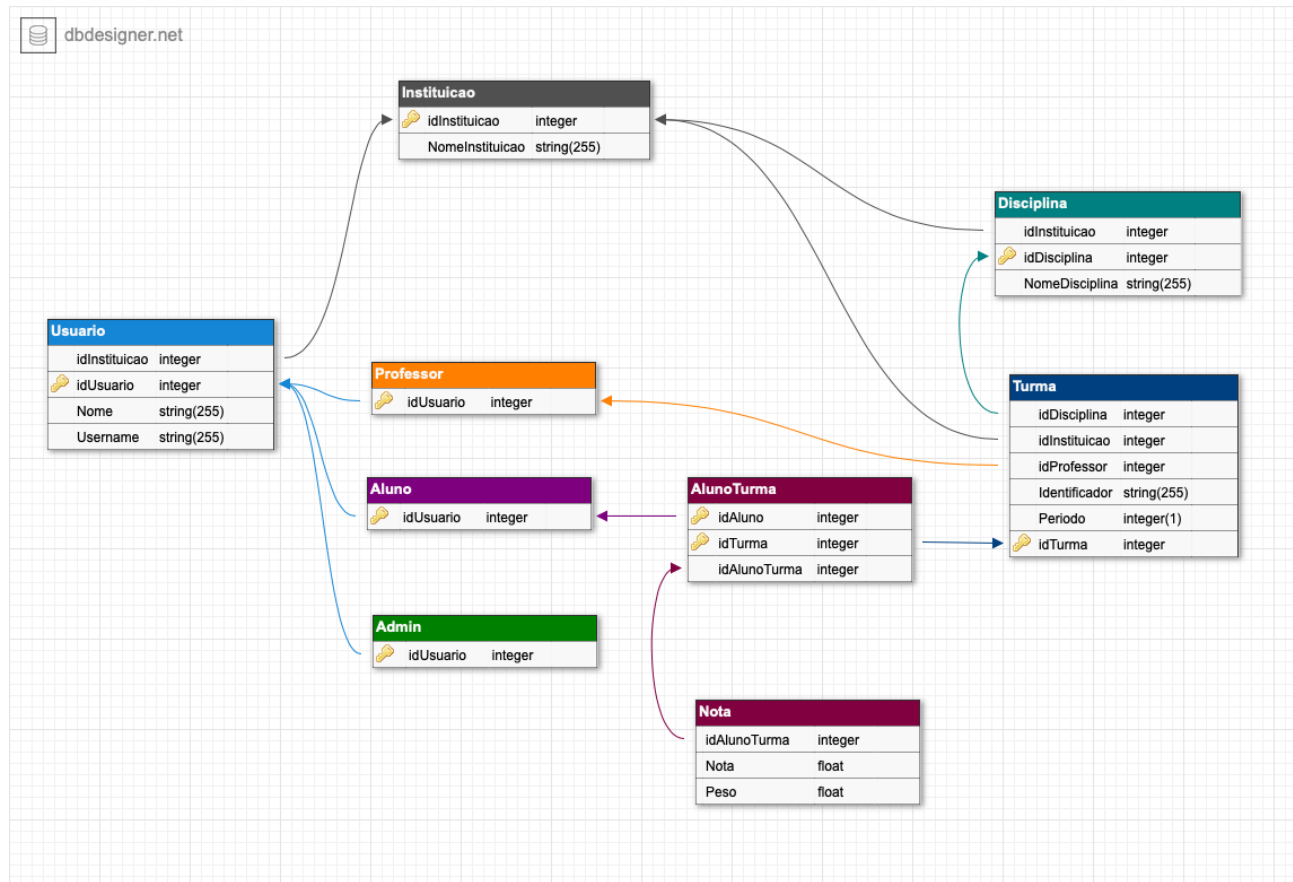 dbdesigner.net
Instituicao
idInstituicao integer
NomeInstituicao string(255)
Disciplina
idInstituicao integer
idDisciplina integer
NomeDisciplina string(255)
Usuario
idInstituicao integer
idUsuario integer
Nome string(255)
Username string(255)
Professor
idUsuario integer
Turma
idDisciplina integer
idInstituicao integer
idProfessor integer
Identificador string(255)
Periodo integer(1)
idTurma integer
Aluno
idUsuario integer
AlunoTurma
idAluno integer
idTurma integer
idAlunoTurma integer
Admin
idUsuario integer
Nota
idAlunoTurma integer
Nota float
Peso float